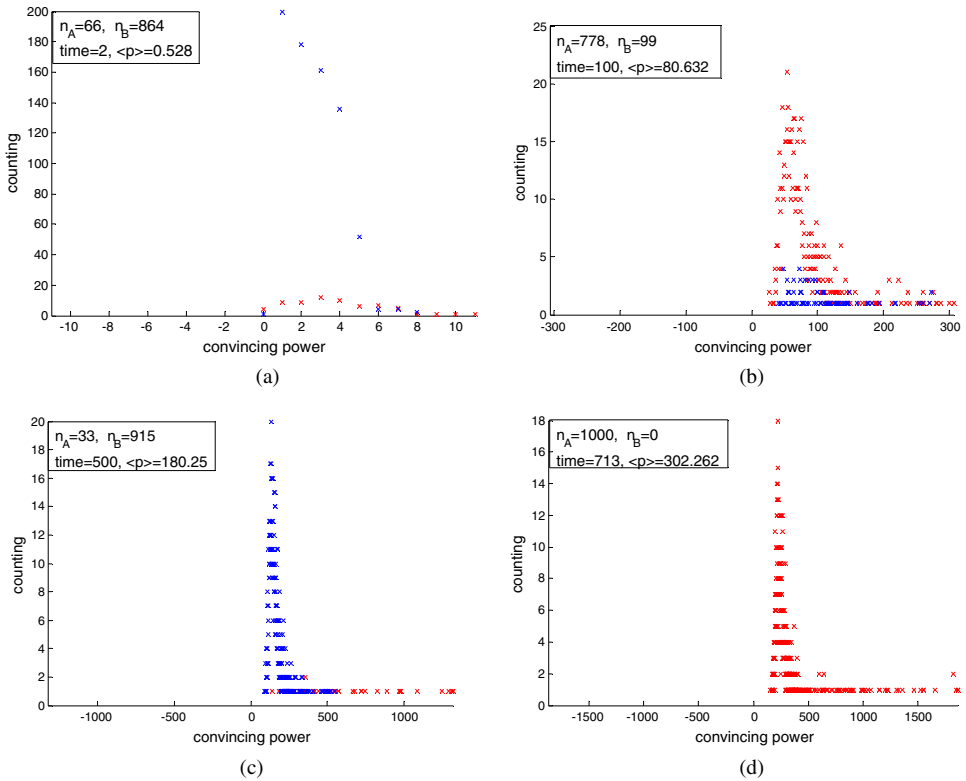 n_A=66, n_B=864
time=2, <p>=0.528
200
180
160
140
120
100
80
60
40
20
0
counting
-10 -8 -6 -4 -2 0 2 4 6 8 10
convincing power
(a)
n_A=778, n_B=99
time=100, <p>=80.632
25
20
15
10
5
0
counting
-300 -200 -100 0 100 200 300
convincing power
(b)
n_A=33, n_B=915
time=500, <p>=180.25
20
18
16
14
12
10
8
6
4
2
0
counting
-1000 -500 0 500 1000
convincing power
(c)
n_A=1000, n_B=0
time=713, <p>=302.262
18
16
14
12
10
8
6
4
2
0
counting
-1500 -1000 -500 0 500 1000 1500
convincing power
(d)